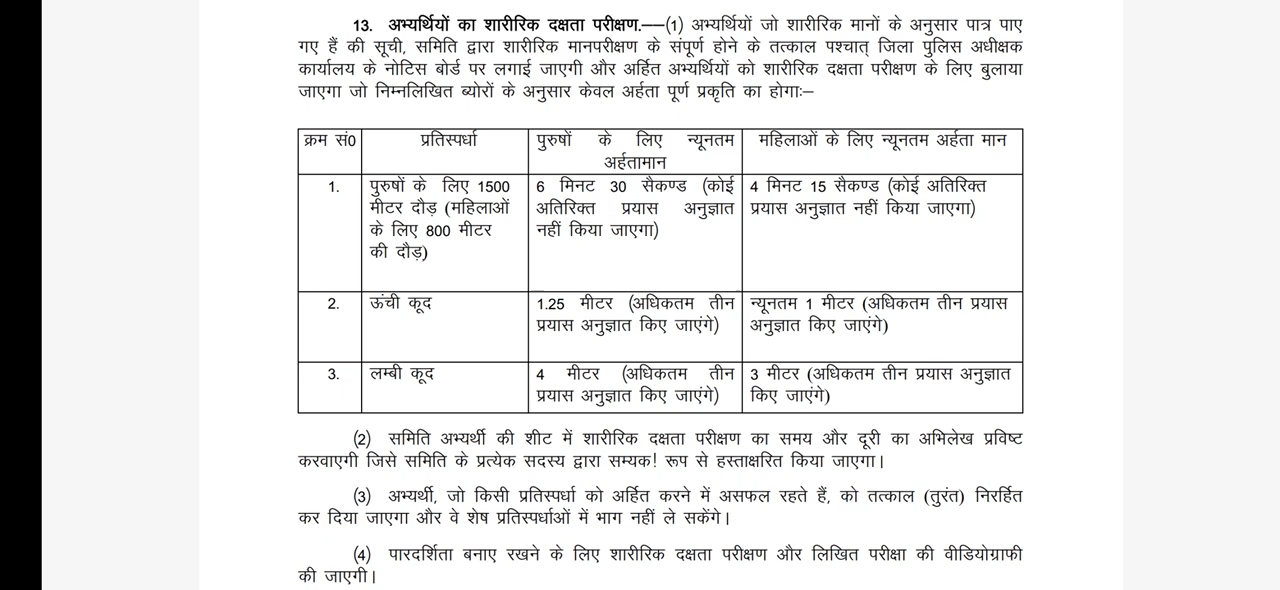 13. अभ्यर्थियों का शारीरिक दक्षता परीक्षण.––(1) अभ्यर्थियों जो शारीरिक मानों के अनुसार पात्र पाए
गए हैं की सूची, समिति द्वारा शारीरिक मानपरीक्षण के संपूर्ण होने के तत्काल पश्चात् जिला पुलिस अधीक्षक
कार्यालय के नोटिस बोर्ड पर लगाई जाएगी और अर्हित अभ्यर्थियों को शारीरिक दक्षता परीक्षण के लिए बुलाया
जाएगा जो निम्नलिखित ब्योरों के अनुसार केवल अर्हता पूर्ण प्रकृति का होगाः–
क्रम सं0 प्रतिस्पर्धा पुरुषों के लिए न्यूनतम महिलाओं के लिए न्यूनतम अर्हता मान
अर्हतामान
1. पुरुषों के लिए 1500 6 मिनट 30 सैकण्ड (कोई 4 मिनट 15 सैकण्ड (कोई अतिरिक्त
मीटर दौड़ (महिलाओं अतिरिक्त प्रयास अनुज्ञात प्रयास अनुज्ञात नहीं किया जाएगा)
के लिए 800 मीटर नहीं किया जाएगा)
की दौड़)
2. ऊंची कूद 1.25 मीटर (अधिकतम तीन न्यूनतम 1 मीटर (अधिकतम तीन प्रयास
प्रयास अनुज्ञात किए जाएंगे) अनुज्ञात किए जाएंगे)
3. लम्बी कूद 4 मीटर (अधिकतम तीन 3 मीटर (अधिकतम तीन प्रयास अनुज्ञात
प्रयास अनुज्ञात किए जाएंगे) किए जाएंगे)
(2) समिति अभ्यर्थी की शीट में शारीरिक दक्षता परीक्षण का समय और दूरी का अभिलेख प्रविष्ट
करवाएगी जिसे समिति के प्रत्येक सदस्य द्वारा सम्यक! रूप से हस्ताक्षरित किया जाएगा।
(3) अभ्यर्थी, जो किसी प्रतिस्पर्धा को अर्हित करने में असफल रहते हैं, को तत्काल (तुरंत) निरर्हित
कर दिया जाएगा और वे शेष प्रतिस्पर्धाओं में भाग नहीं ले सकेंगे।
(4) पारदर्शिता बनाए रखने के लिए शारीरिक दक्षता परीक्षण और लिखित परीक्षा की वीडियोग्राफी
की जाएगी।